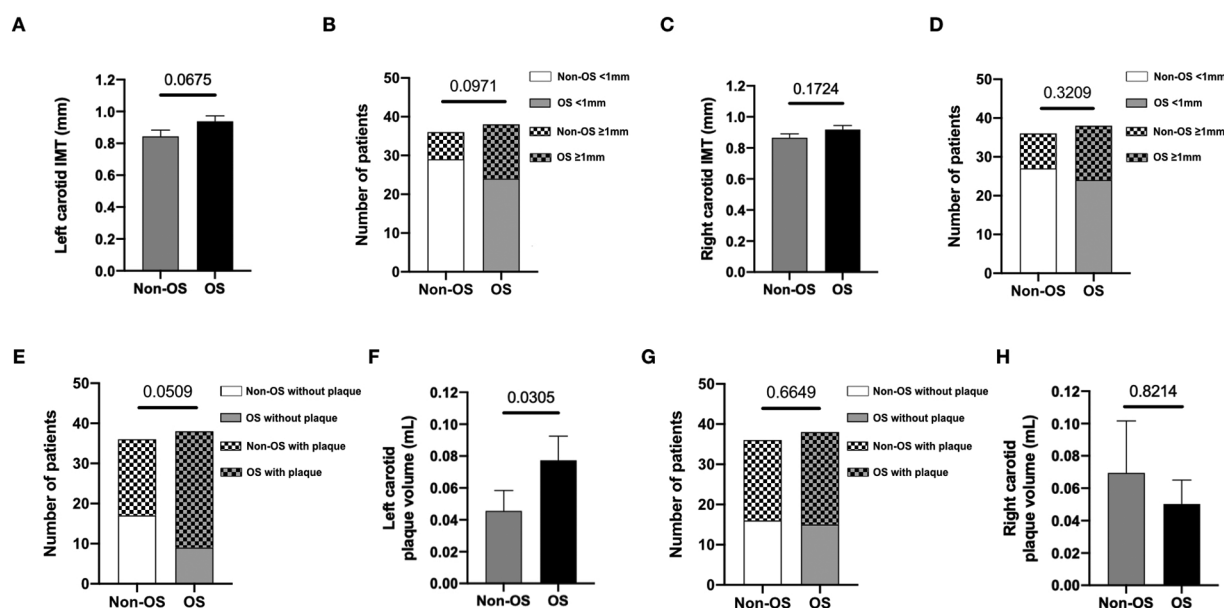 A
Left carotid IMT (mm)
1.2
1.0
0.8
0.6
0.4
0.2
0.0
0.0675
Non-OS OS
B
Number of patients
50
40
30
20
10
0
0.0971
Non-OS OS
Non-OS <1mm
OS <1mm
Non-OS ≥1mm
OS ≥1mm
C
Right carotid IMT (mm)
1.2
1.0
0.8
0.6
0.4
0.2
0.0
0.1724
Non-OS OS
D
Number of patients
50
40
30
20
10
0
0.3209
Non-OS OS
Non-OS <1mm
OS <1mm
Non-OS ≥1mm
OS ≥1mm
E
Number of patients
50
40
30
20
10
0
0.0509
Non-OS OS
Non-OS without plaque
OS without plaque
Non-OS with plaque
OS with plaque
F
Left carotid
plaque volume (mL)
0.12
0.10
0.08
0.06
0.04
0.02
0.00
0.0305
Non-OS OS
G
Number of patients
50
40
30
20
10
0
0.6649
Non-OS OS
Non-OS without plaque
OS without plaque
Non-OS with plaque
OS with plaque
H
Right carotid
plaque volume (mL)
0.12
0.10
0.08
0.06
0.04
0.02
0.00
0.8214
Non-OS OS